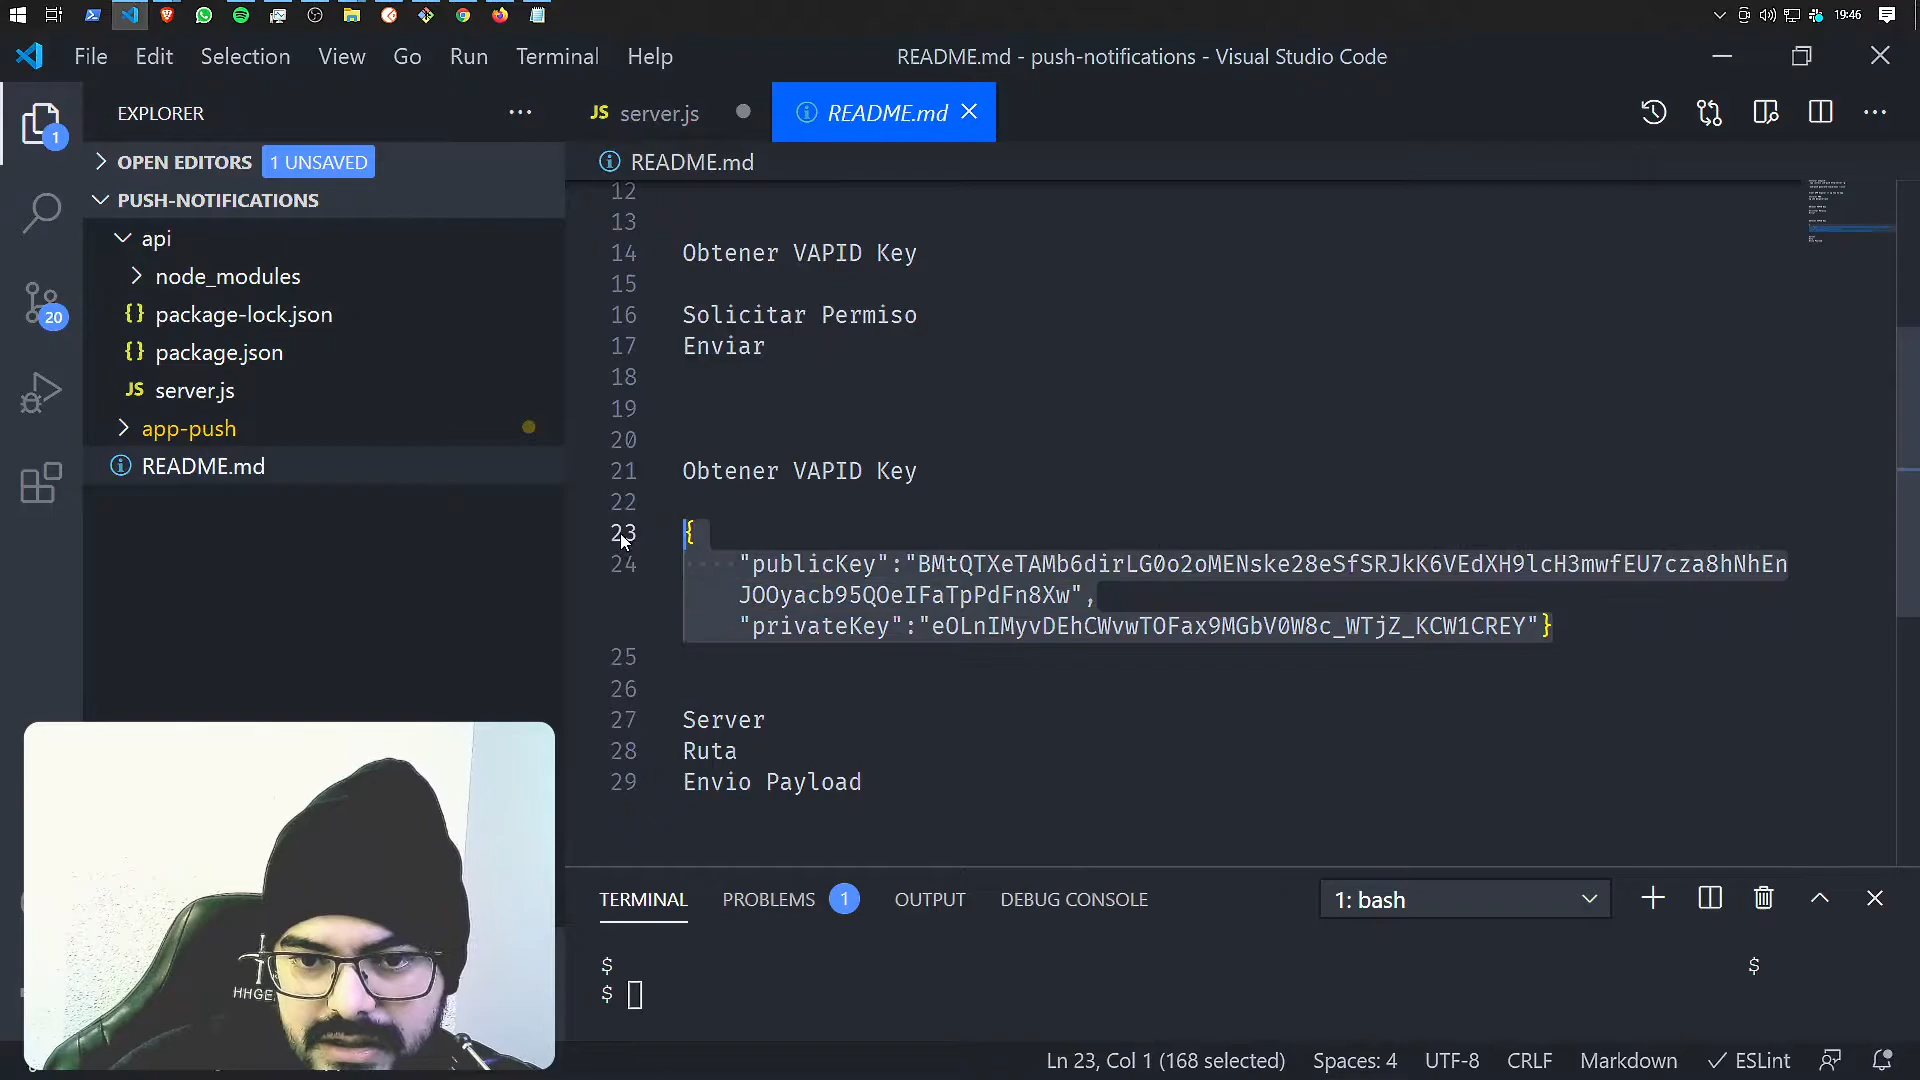 19:46
File Edit Selection View Go Run Terminal Help
README.md - push-notifications - Visual Studio Code
EXPLORER
1
OPEN EDITORS 1 UNSAVED
PUSH-NOTIFICATIONS
api
node_modules
{} package-lock.json
{} package.json
JS server.js
app-push
README.md
20
JS server.js
README.md
README.md
12
13
14 Obtener VAPID Key
15
16 Solicitar Permiso
17 Enviar
18
19
20
21 Obtener VAPID Key
22
23 {
24 "publicKey":"BMtQTXeTAMb6dirLG0o2oMENske28eSfSRJkK6VEdXH9lcH3mwfEU7cza8hNhEn
JOOyacb95QOeIFaTpPdFn8Xw",
"privateKey":"eOLnIMyvDEhCWvwTOFax9MGbV0W8c_WTjZ_KCW1CREY"}
25
26
27 Server
28 Ruta
29 Envio Payload
TERMINAL PROBLEMS 1 OUTPUT DEBUG CONSOLE
1: bash
$ $
$
HHGE
Ln 23, Col 1 (168 selected) Spaces: 4 UTF-8 CRLF Markdown ESLint